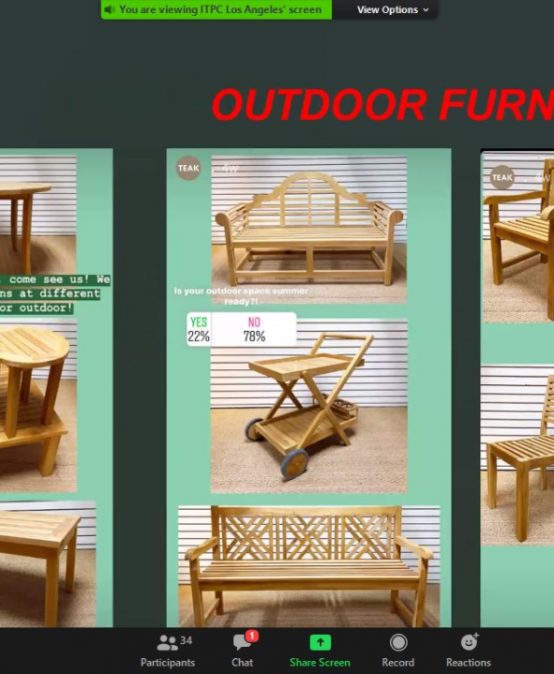 You are viewing ITPC Los Angeles' screen
View Options
OUTDOOR FURN
TEAK 4w
TEAK
come see us! We
ns at different
or outdoor!
Is your outdoor space summer
ready?!
YES NO
22% 78%
34
1
Participants Chat Share Screen Record Reactions